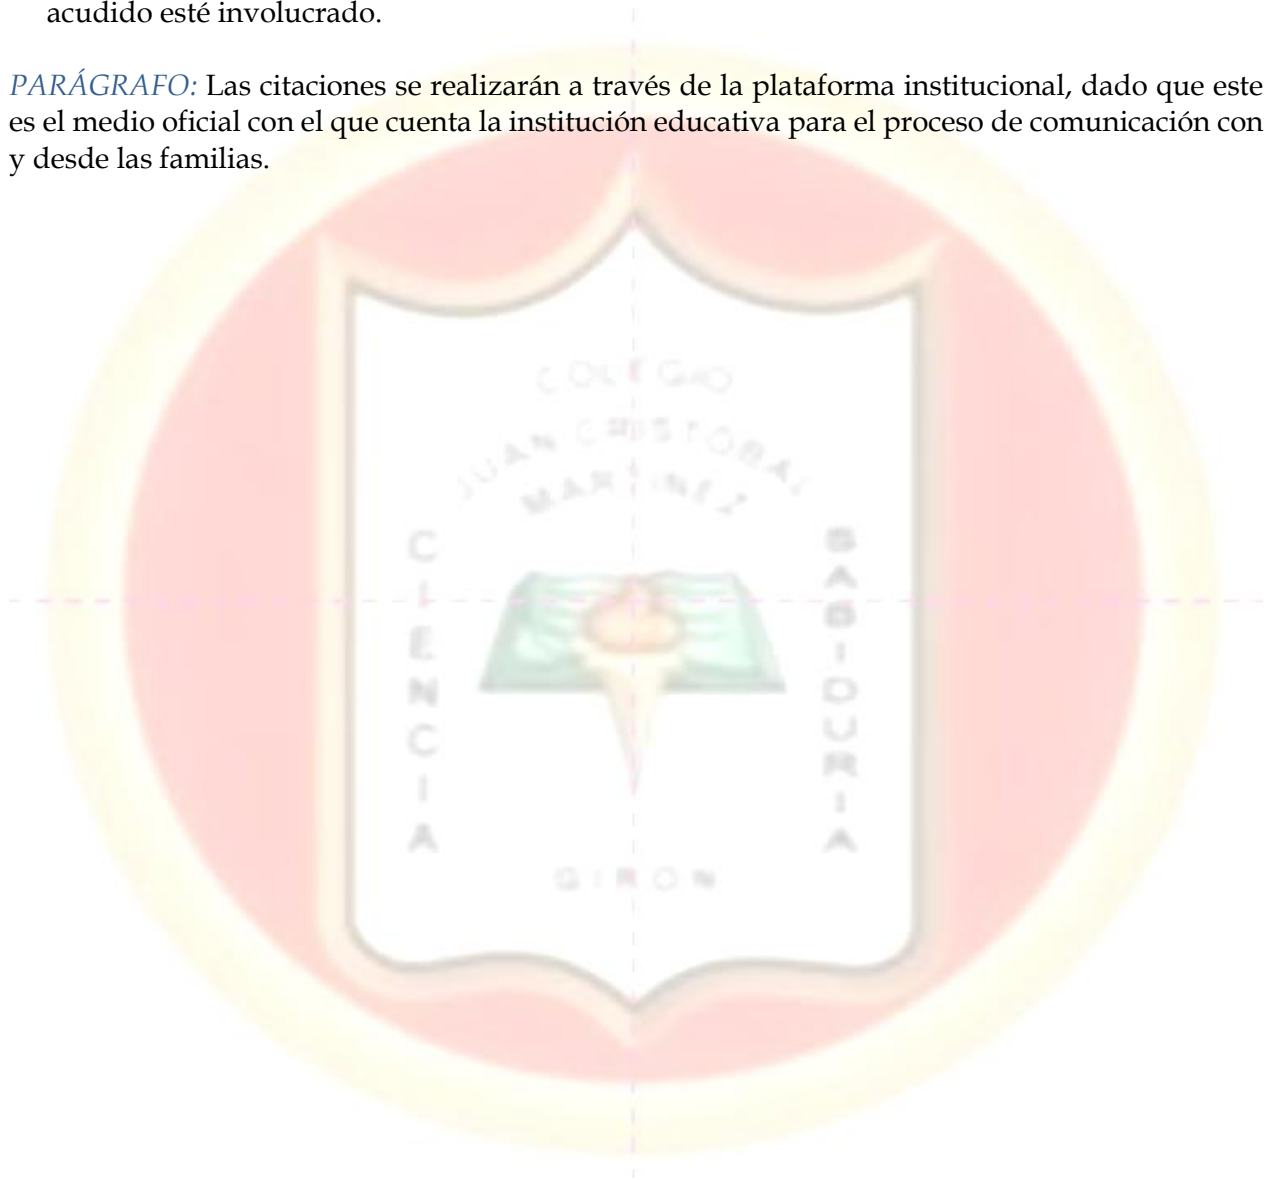 acudido esté involucrado.
PARÁGRAFO: Las citaciones se realizarán a través de la plataforma institucional, dado que este
es el medio oficial con el que cuenta la institución educativa para el proceso de comunicación con
y desde las familias.
COLEGIO
JUAN CRISTOBAL
MARTINEZ
CIENCIA
SABIDURIA
GIRON